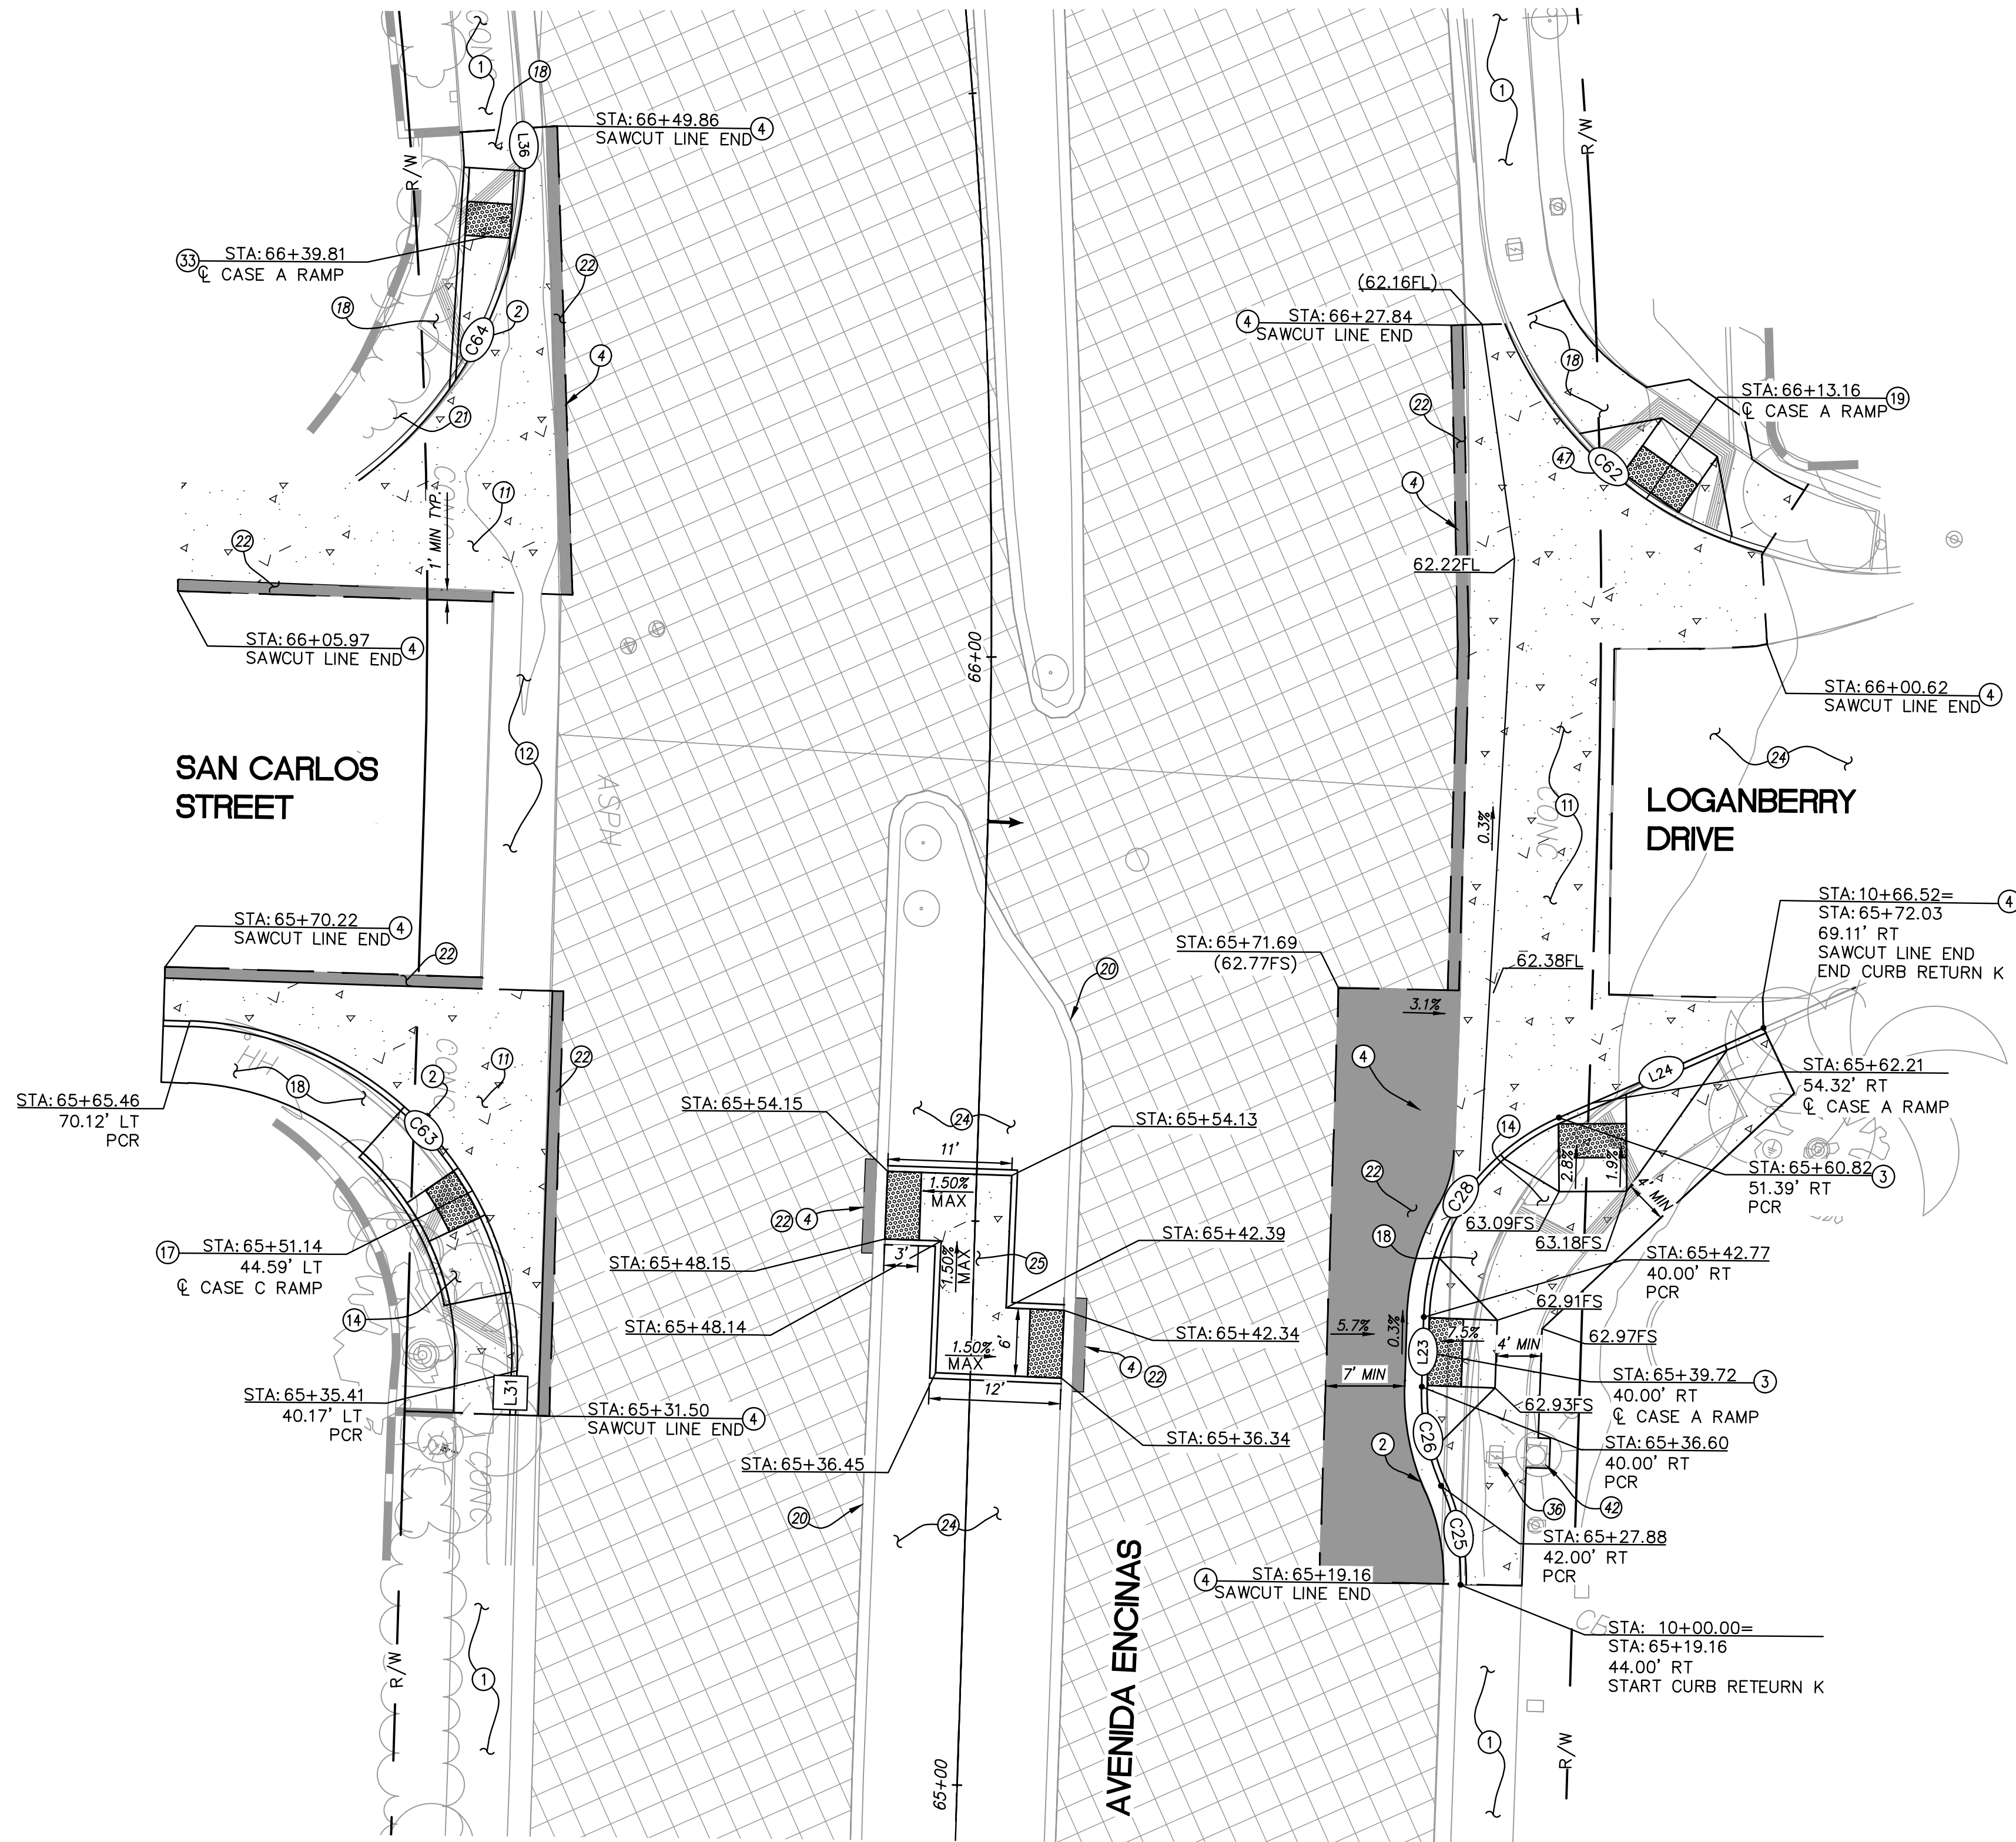 1
18
CONC
L36
STA: 66+49.86
SAWCUT LINE END
4
R/W
33
STA: 66+39.81
℄ CASE A RAMP
18
C64
2
22
4
21
1' MIN TYP.
CONC
11
22
STA: 66+05.97
SAWCUT LINE END
4
12
SAN CARLOS
STREET
ASPH
66+00
1
R/W
(62.16FL)
4
STA: 66+27.84
SAWCUT LINE END
18
STA: 66+13.16
℄ CASE A RAMP
19
22
47
C62
4
62.22FL
STA: 66+00.62
SAWCUT LINE END
4
24
LOGANBERRY
DRIVE
0.3%
CONC
11
STA: 10+66.52=
STA: 65+72.03
69.11' RT
SAWCUT LINE END
END CURB RETURN K
4
STA: 65+70.22
SAWCUT LINE END
4
22
STA: 65+71.69
(62.77FS)
62.38FL
20
3.1%
HH
18
CONC
2
11
22
C63
STA: 65+65.46
70.12' LT
PCR
4
L24
STA: 65+62.21
54.32' RT
℄ CASE A RAMP
STA: 65+54.15
24
STA: 65+54.13
11'
1.50%
MAX
14
2.8%
1.9%
4' MIN
STA: 65+60.82
51.39' RT
PCR
3
22
C28
63.09FS
63.18FS
18
22
4
STA: 65+42.39
25
3'
1.50%
MAX
STA: 65+48.15
17
STA: 65+51.14
44.59' LT
℄ CASE C RAMP
14
STA: 65+48.14
STA: 65+42.34
STA: 65+42.77
40.00' RT
PCR
62.91FS
62.97FS
5.7%
0.3%
7.5%
4' MIN
L23
6'
1.50%
MAX
4
22
12'
7' MIN
STA: 65+39.72
40.00' RT
℄ CASE A RAMP
3
62.93FS
STA: 65+35.41
40.17' LT
PCR
L31
STA: 65+31.50
SAWCUT LINE END
4
STA: 65+36.45
STA: 65+36.34
STA: 65+36.60
40.00' RT
PCR
C26
2
36
42
CONC
20
24
C25
STA: 65+27.88
42.00' RT
PCR
4
STA: 65+19.16
SAWCUT LINE END
AVENIDA ENCINAS
STA: 10+00.00=
STA: 65+19.16
44.00' RT
START CURB RETEURN K
R/W
1
65+00
1
R/W